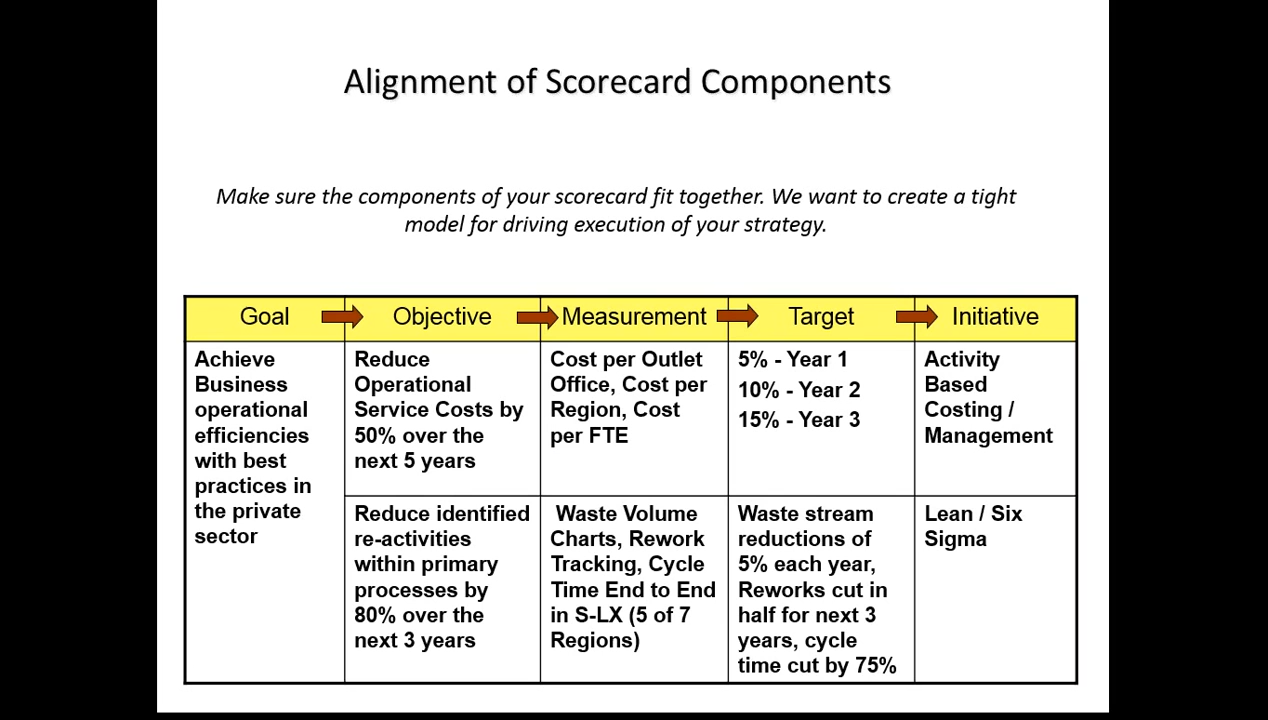 Alignment of Scorecard Components
Make sure the components of your scorecard fit together. We want to create a tight
model for driving execution of your strategy.
Goal
Objective
Measurement
Target
Initiative
Achieve
Business
operational
efficiencies
with best
practices in
the private
sector
Reduce
Operational
Service Costs by
50% over the
next 5 years
Cost per Outlet
Office, Cost per
Region, Cost
per FTE
5% - Year 1
10% - Year 2
15% - Year 3
Activity
Based
Costing /
Management
Reduce identified
re-activities
within primary
processes by
80% over the
next 3 years
Waste Volume
Charts, Rework
Tracking, Cycle
Time End to End
in S-LX (5 of 7
Regions)
Waste stream
reductions of
5% each year,
Reworks cut in
half for next 3
years, cycle
time cut by 75%
Lean / Six
Sigma